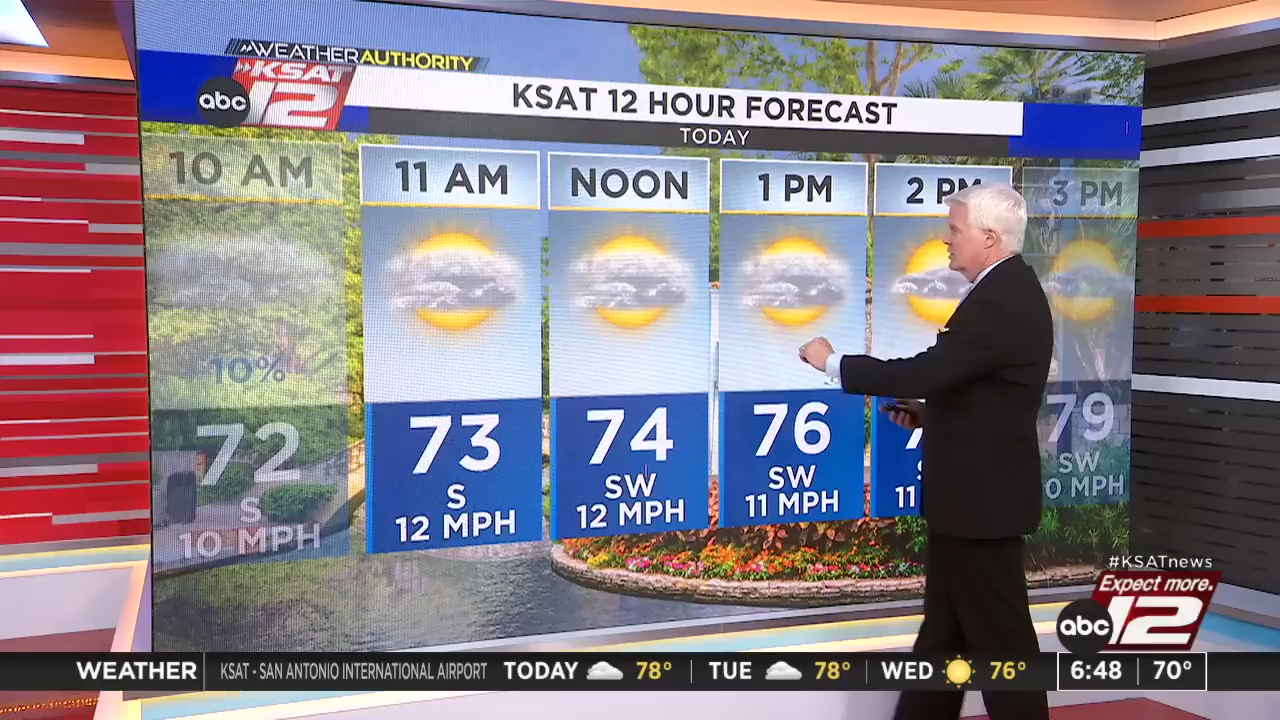 WEATHERAUTHORITY
KSAT
abc 12
KSAT 12 HOUR FORECAST
TODAY
10 AM
10%
72
S
10 MPH
11 AM
73
S
12 MPH
NOON
74
SW
12 MPH
1 PM
76
SW
11 MPH
2 PM
11
3 PM
79
SW
0 MPH
#KSATnews
Expect more.
abc 12
WEATHER KSAT - SAN ANTONIO INTERNATIONAL AIRPORT TODAY 78° TUE 78° WED 76° 6:48 70°